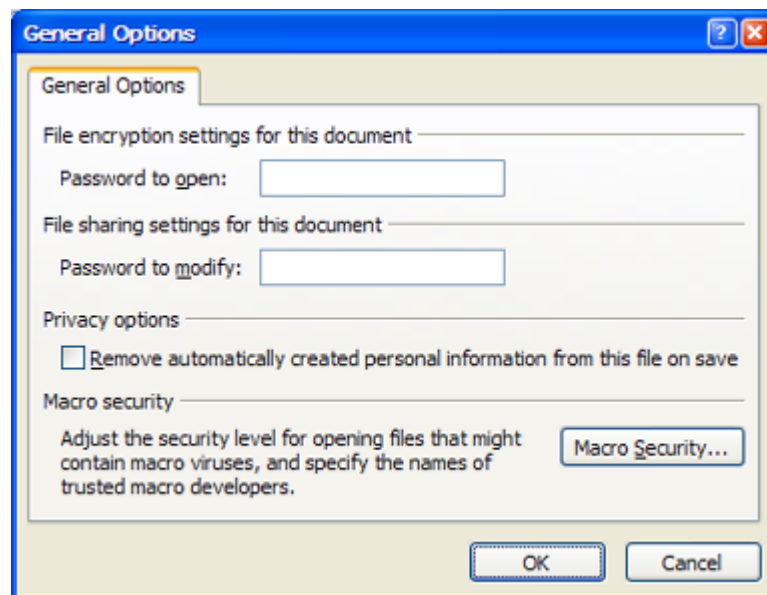 General Options
General Options
File encryption settings for this document
Password to open:
File sharing settings for this document
Password to modify:
Privacy options
Remove automatically created personal information from this file on save
Macro security
Adjust the security level for opening files that might
contain macro viruses, and specify the names of
trusted macro developers.
Macro Security...
OK
Cancel